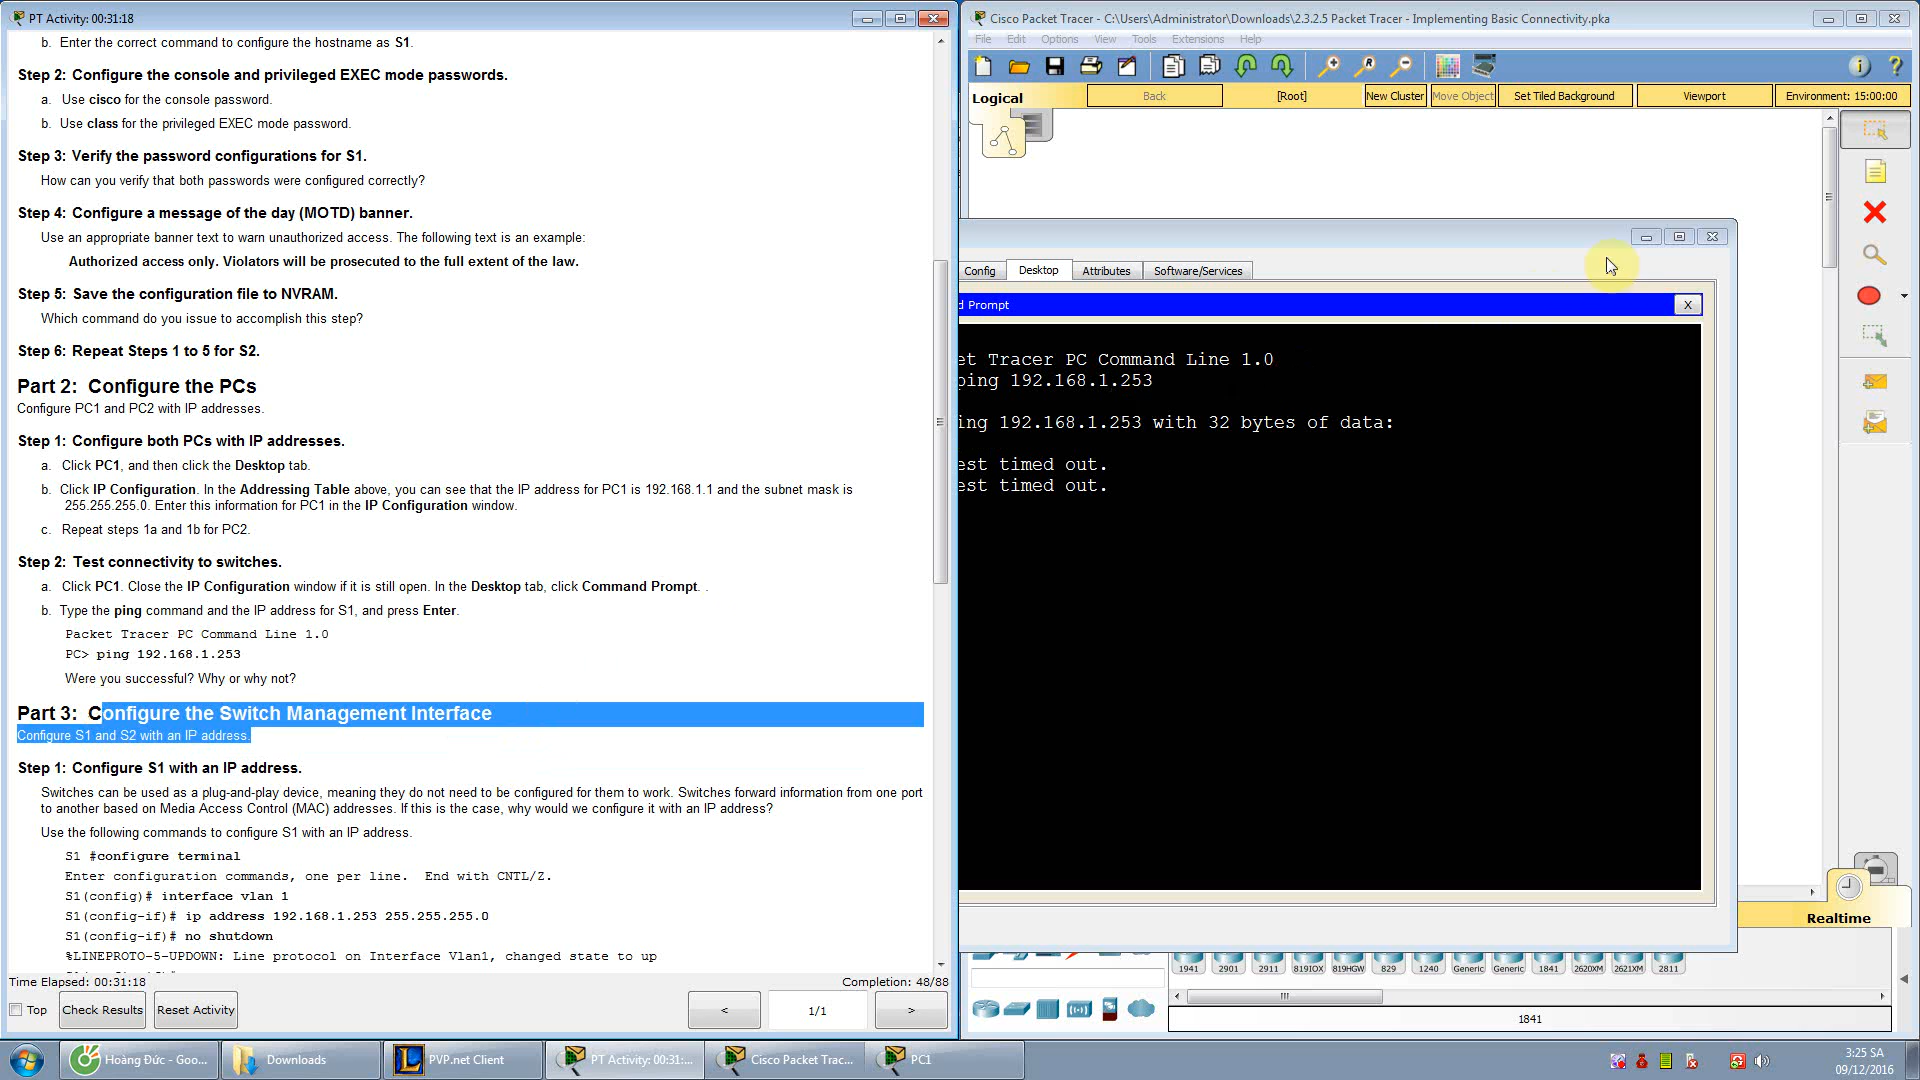 PT Activity: 00:31:18
b. Enter the correct command to configure the hostname as S1.
Step 2: Configure the console and privileged EXEC mode passwords.
a. Use cisco for the console password.
b. Use class for the privileged EXEC mode password.
Step 3: Verify the password configurations for S1.
How can you verify that both passwords were configured correctly?
Step 4: Configure a message of the day (MOTD) banner.
Use an appropriate banner text to warn unauthorized access. The following text is an example:
Authorized access only. Violators will be prosecuted to the full extent of the law.
Step 5: Save the configuration file to NVRAM.
Which command do you issue to accomplish this step?
Step 6: Repeat Steps 1 to 5 for S2.
Part 2: Configure the PCs
Configure PC1 and PC2 with IP addresses.
Step 1: Configure both PCs with IP addresses.
a. Click PC1, and then click the Desktop tab.
b. Click IP Configuration. In the Addressing Table above, you can see that the IP address for PC1 is 192.168.1.1 and the subnet mask is
255.255.255.0. Enter this information for PC1 in the IP Configuration window.
c. Repeat steps 1a and 1b for PC2.
Step 2: Test connectivity to switches.
a. Click PC1. Close the IP Configuration window if it is still open. In the Desktop tab, click Command Prompt. .
b. Type the ping command and the IP address for S1, and press Enter.
Packet Tracer PC Command Line 1.0
PC> ping 192.168.1.253
Were you successful? Why or why not?
Part 3: Configure the Switch Management Interface
Configure S1 and S2 with an IP address.
Step 1: Configure S1 with an IP address.
Switches can be used as a plug-and-play device, meaning they do not need to be configured for them to work. Switches forward information from one port
to another based on Media Access Control (MAC) addresses. If this is the case, why would we configure it with an IP address?
Use the following commands to configure S1 with an IP address.
S1 #configure terminal
Enter configuration commands, one per line. End with CNTL/Z.
S1(config)# interface vlan 1
S1(config-if)# ip address 192.168.1.253 255.255.255.0
S1(config-if)# no shutdown
%LINEPROTO-5-UPDOWN: Line protocol on Interface Vlan1, changed state to up
Time Elapsed: 00:31:18
Completion: 48/88
Top
Check Results
Reset Activity
<
1/1
>
Cisco Packet Tracer - C:\Users\Administrator\Downloads\2.3.2.5 Packet Tracer - Implementing Basic Connectivity.pka
File Edit Options View Tools Extensions Help
Logical
Back
[Root]
New Cluster
Move Object
Set Tiled Background
Viewport
Environment: 15:00:00
Config
Desktop
Attributes
Software/Services
d Prompt
X
et Tracer PC Command Line 1.0
ping 192.168.1.253
ing 192.168.1.253 with 32 bytes of data:
est timed out.
est timed out.
Realtime
1941 2901 2911 819IOX 819HGW 829 1240 Generic Generic 1841 2620XM 2621XM 2811
1841
Hoàng Đức - Goo...
Downloads
PVP.net Client
PT Activity: 00:31:...
Cisco Packet Trac...
PC1
3:25 SA
09/12/2016